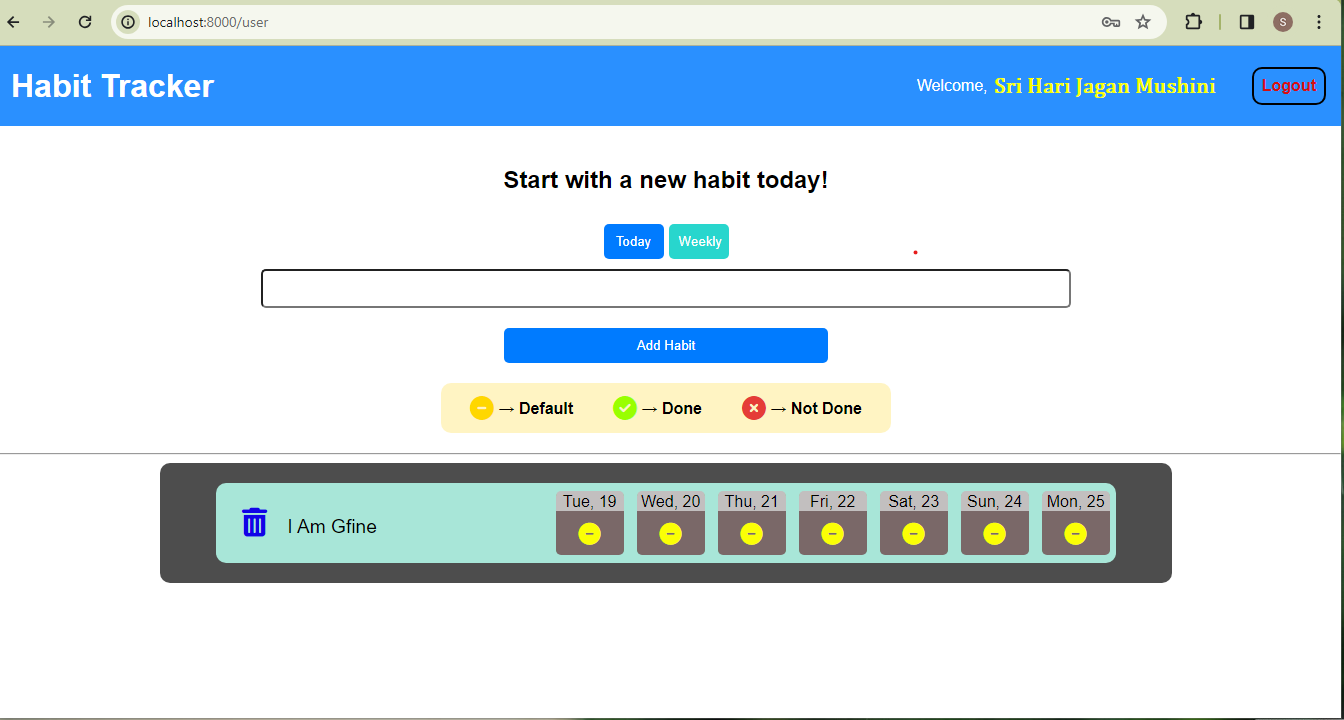 localhost:8000/user
S
Habit Tracker
Welcome, Sri Hari Jagan Mushini
Logout
Start with a new habit today!
Today Weekly
Add Habit
→ Default → Done → Not Done
I Am Gfine
Tue, 19 Wed, 20 Thu, 21 Fri, 22 Sat, 23 Sun, 24 Mon, 25